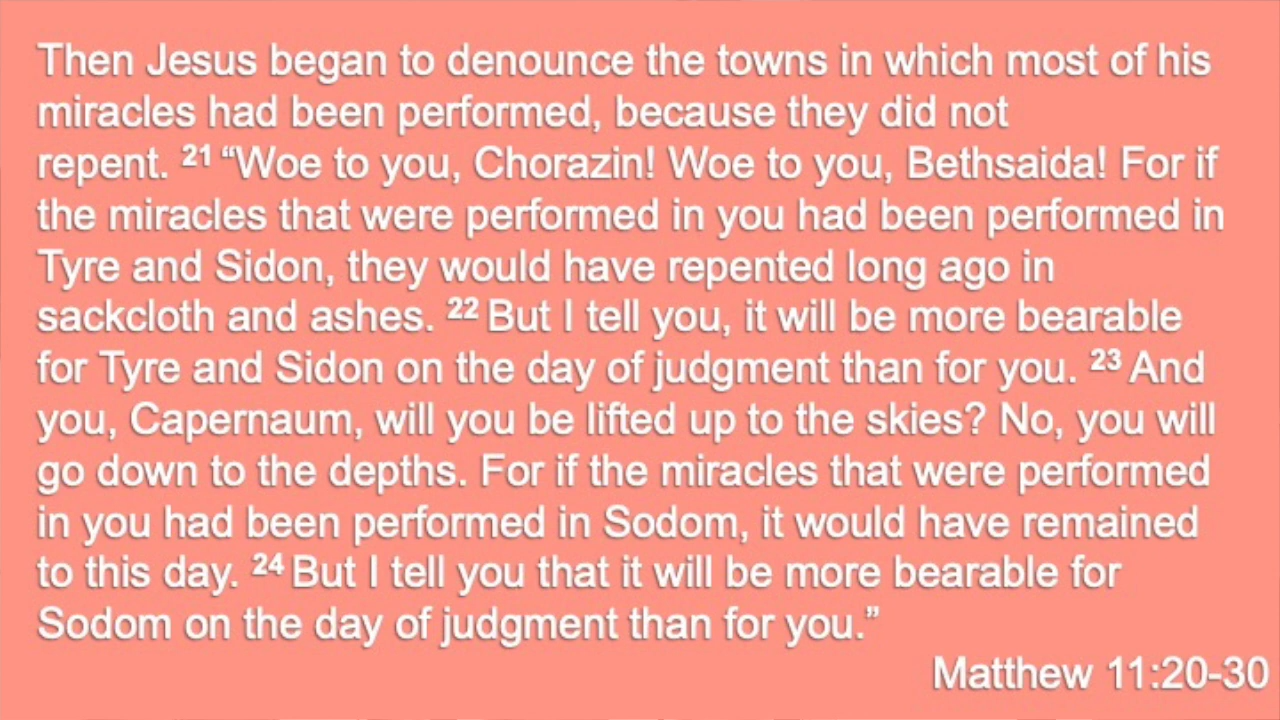 Then Jesus began to denounce the towns in which most of his
miracles had been performed, because they did not
repent. 21 “Woe to you, Chorazin! Woe to you, Bethsaida! For if
the miracles that were performed in you had been performed in
Tyre and Sidon, they would have repented long ago in
sackcloth and ashes. 22 But I tell you, it will be more bearable
for Tyre and Sidon on the day of judgment than for you. 23 And
you, Capernaum, will you be lifted up to the skies? No, you will
go down to the depths. For if the miracles that were performed
in you had been performed in Sodom, it would have remained
to this day. 24 But I tell you that it will be more bearable for
Sodom on the day of judgment than for you.”
Matthew 11:20-30